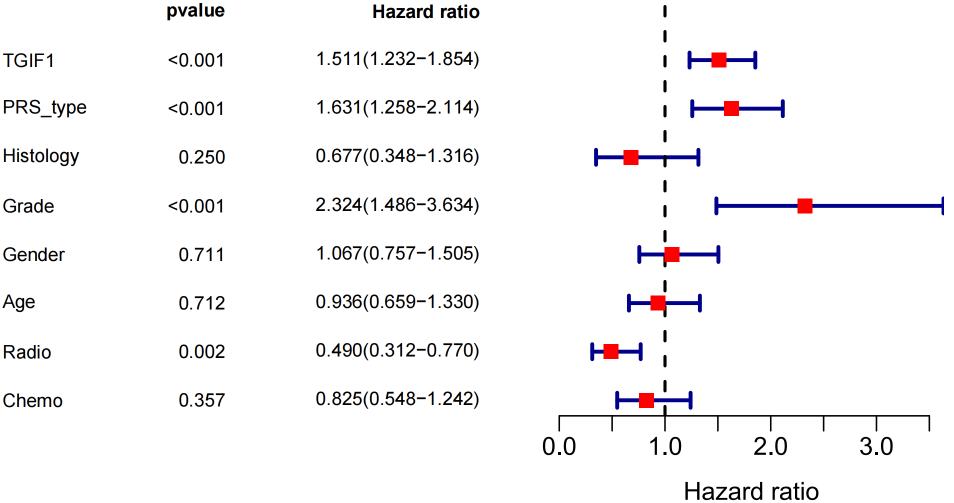 pvalue Hazard ratio
TGIF1 <0.001 1.511(1.232−1.854)
PRS_type <0.001 1.631(1.258−2.114)
Histology 0.250 0.677(0.348−1.316)
Grade <0.001 2.324(1.486−3.634)
Gender 0.711 1.067(0.757−1.505)
Age 0.712 0.936(0.659−1.330)
Radio 0.002 0.490(0.312−0.770)
Chemo 0.357 0.825(0.548−1.242)
0.0 1.0 2.0 3.0
Hazard ratio